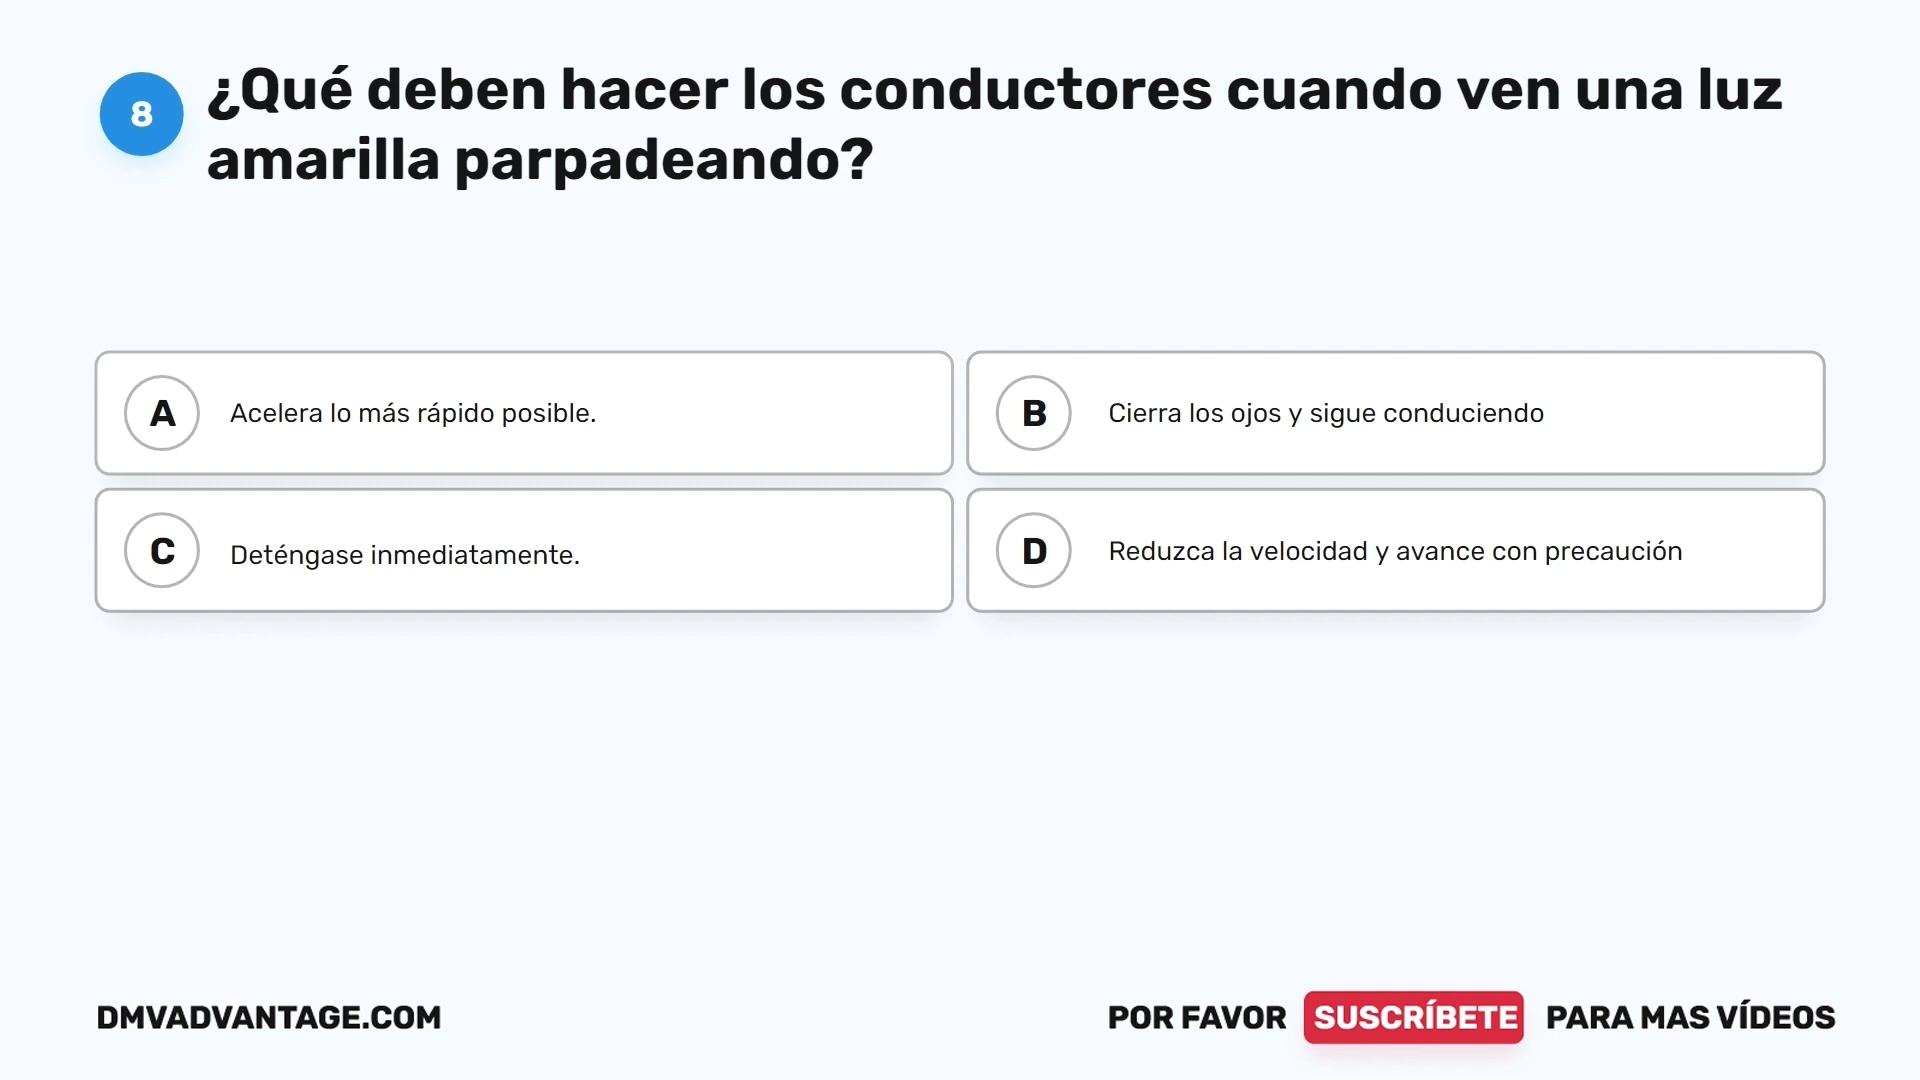 8
¿Qué deben hacer los conductores cuando ven una luz
amarilla parpadeando?
A
Acelera lo más rápido posible.
B
Cierra los ojos y sigue conduciendo
C
Deténgase inmediatamente.
D
Reduzca la velocidad y avance con precaución
DMVADVANTAGE.COM
POR FAVOR SUSCRÍBETE PARA MAS VÍDEOS